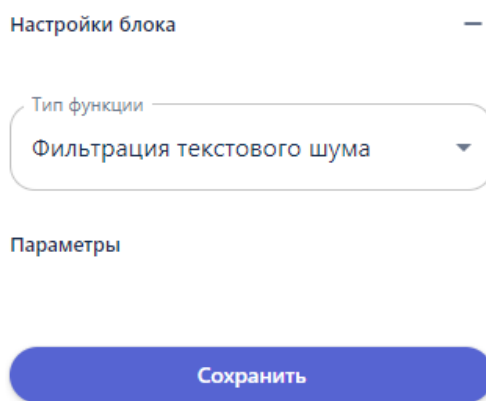 Настройки блока
Тип функции
Фильтрация текстового шума
Параметры
Сохранить